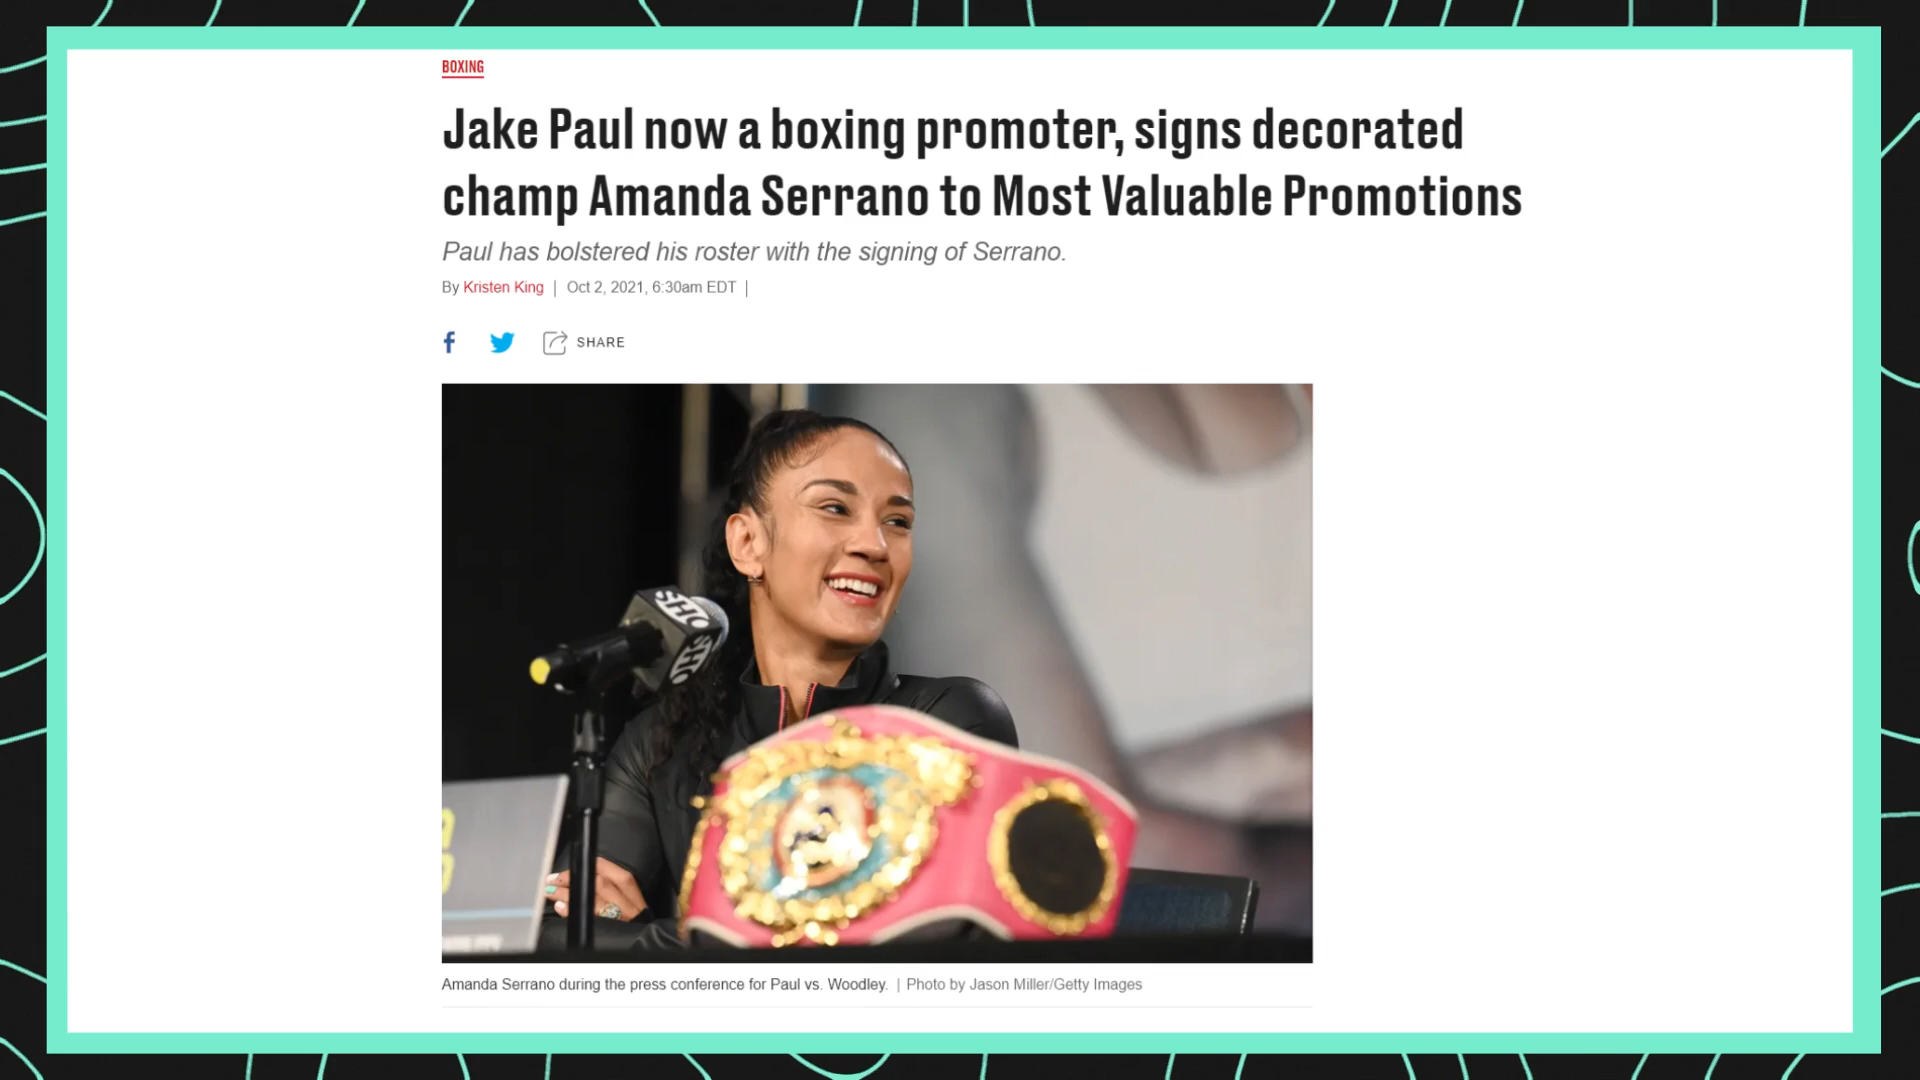 BOXING
Jake Paul now a boxing promoter, signs decorated
champ Amanda Serrano to Most Valuable Promotions
Paul has bolstered his roster with the signing of Serrano.
By Kristen King | Oct 2, 2021, 6:30am EDT |
SHARE
SHO
SHO
Amanda Serrano during the press conference for Paul vs. Woodley. | Photo by Jason Miller/Getty Images